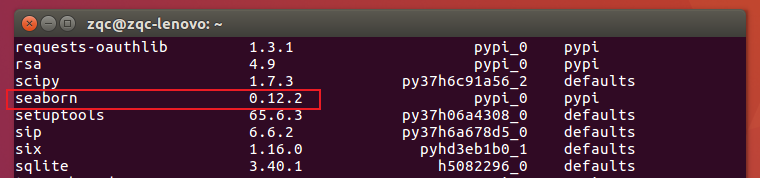 zqc@zqc-lenovo: ~
requests-oauthlib 1.3.1 pypi_0 pypi
rsa 4.9 pypi_0 pypi
scipy 1.7.3 py37h6c91a56_2 defaults
seaborn 0.12.2 pypi_0 pypi
setuptools 65.6.3 py37h06a4308_0 defaults
sip 6.6.2 py37h6a678d5_0 defaults
six 1.16.0 pyhd3eb1b0_1 defaults
sqlite 3.40.1 h5082296_0 defaults